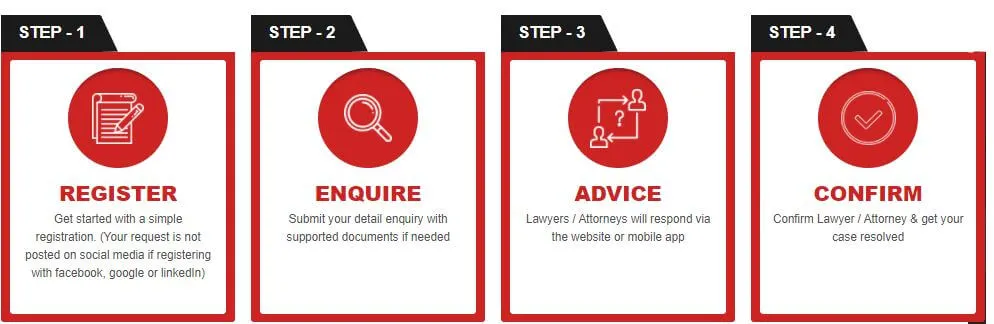 STEP - 1
REGISTER
Get started with a simple
registration. (Your request is not
posted on social media if registering
with facebook, google or linkedIn)
STEP - 2
ENQUIRE
Submit your detail enquiry with
supported documents if needed
STEP - 3
?
ADVICE
Lawyers / Attorneys will respond via
the website or mobile app
STEP - 4
CONFIRM
Confirm Lawyer / Attorney & get your
case resolved